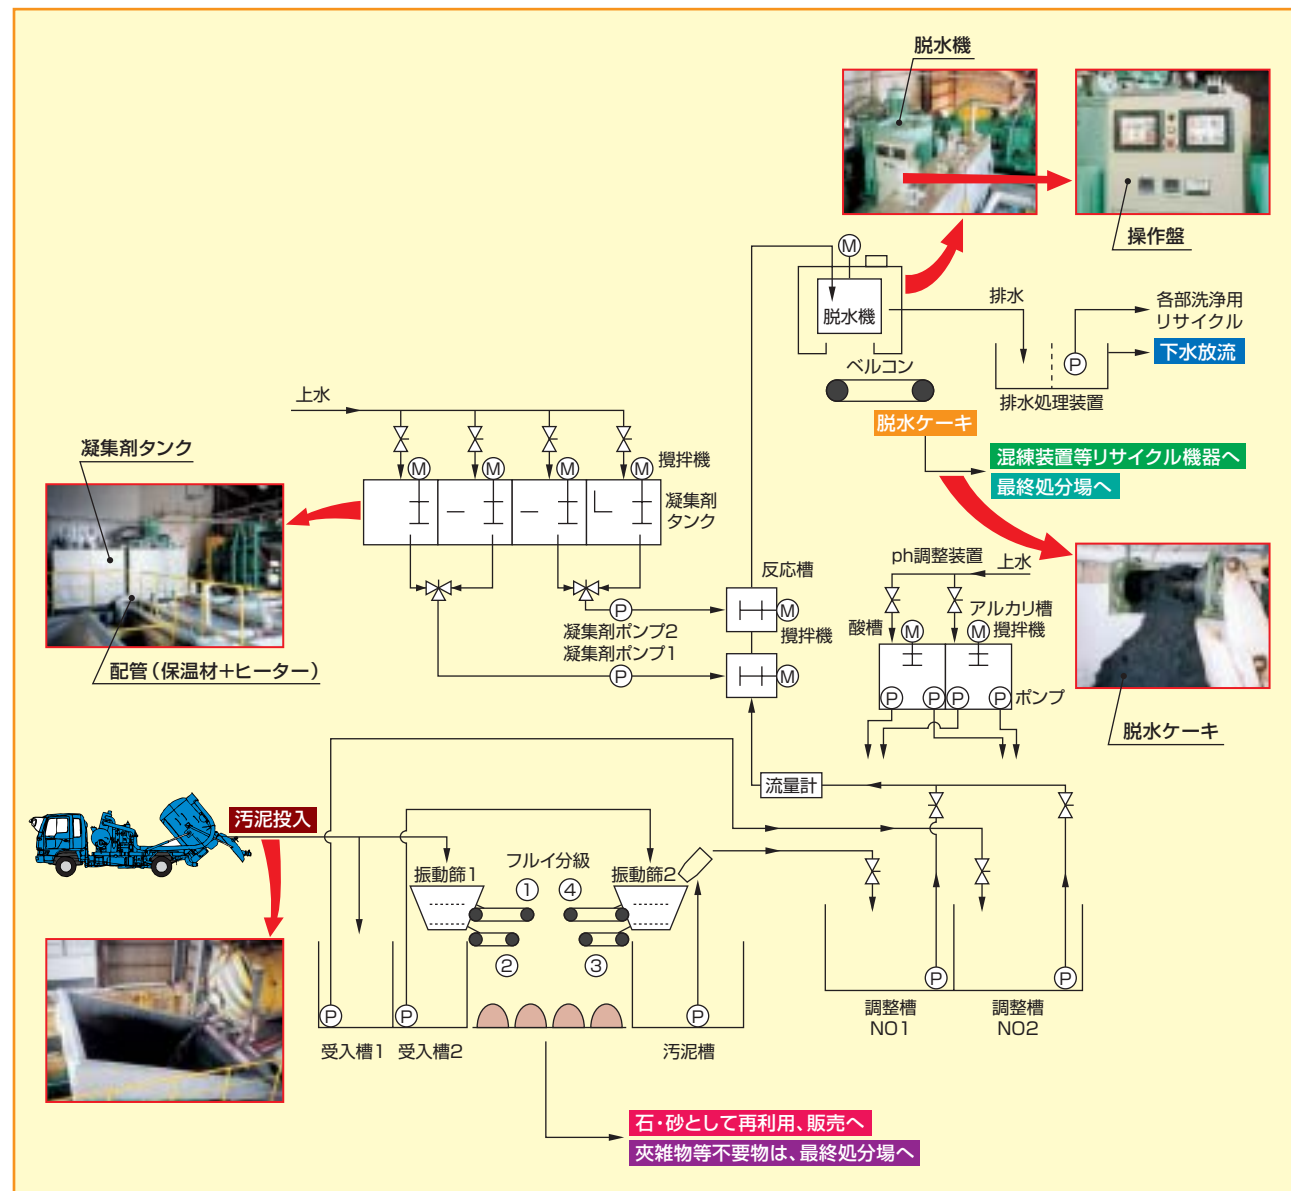 脱水機
操作盤
M
脱水機
排水
各部洗浄用
リサイクル
下水放流
P
排水処理装置
ベルコン
脱水ケーキ
混練装置等リサイクル機器へ
最終処分場へ
上水
凝集剤タンク
M
M
M
M
攪拌機
凝集剤
タンク
配管（保温材＋ヒーター）
P
凝集剤ポンプ2
凝集剤ポンプ1
P
反応槽
M
攪拌機
M
ph調整装置
上水
酸槽
M
アルカリ槽
M
攪拌機
P
P
P
P
ポンプ
脱水ケーキ
流量計
汚泥投入
振動篩1
フルイ分級
振動篩2
①
④
②
③
P
P
P
P
P
受入槽1
受入槽2
汚泥槽
調整槽
NO1
調整槽
NO2
石・砂として再利用、販売へ
夾雑物等不要物は、最終処分場へ